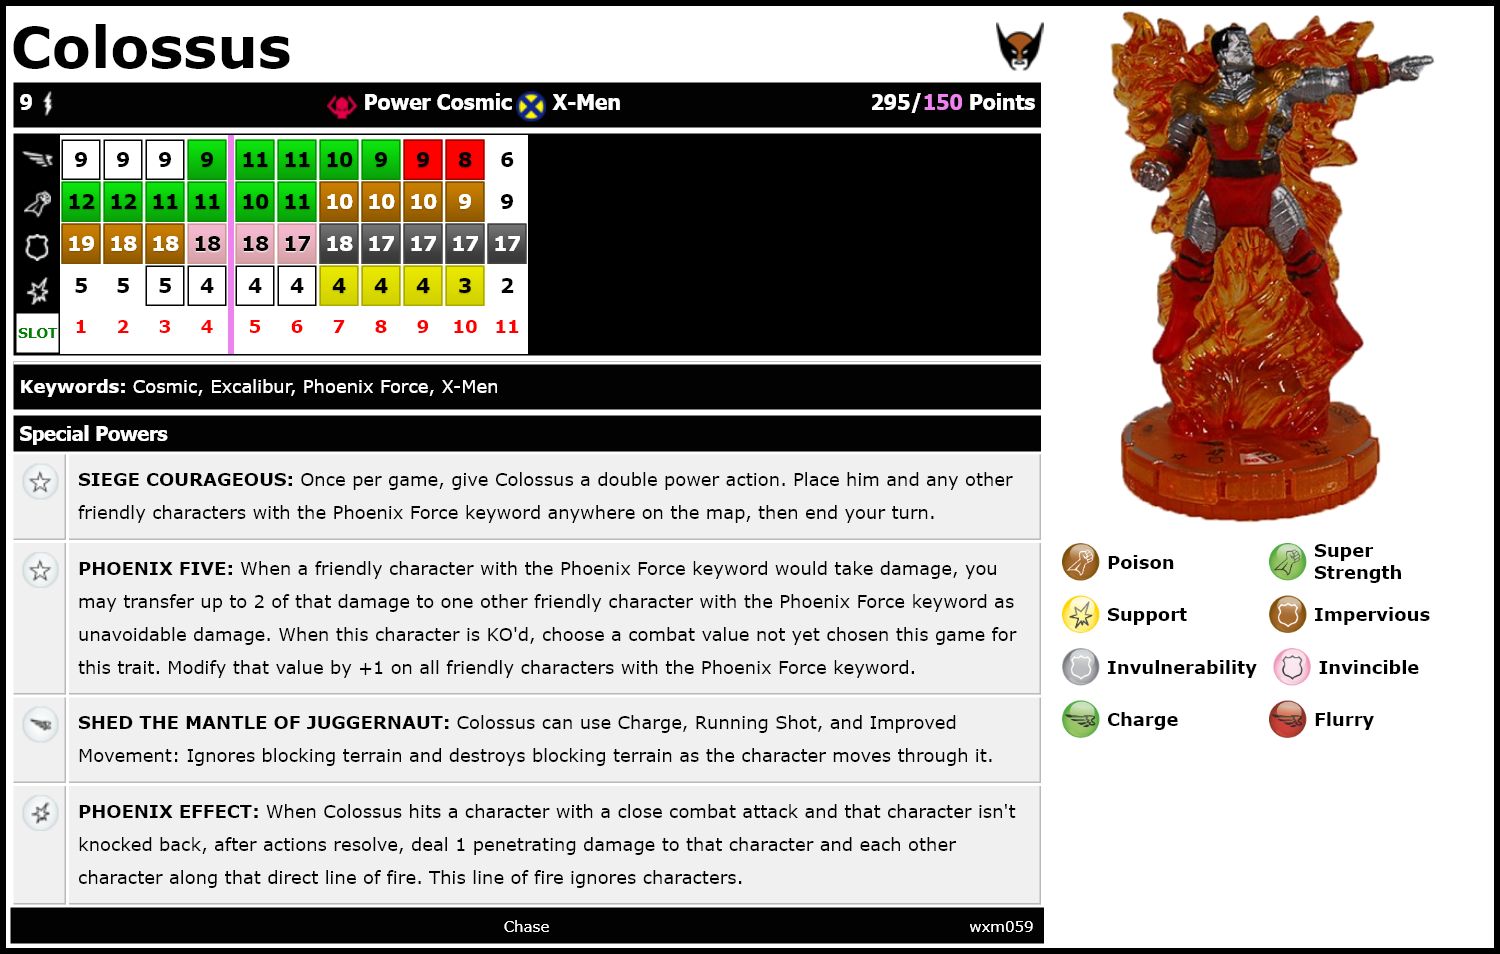 Colossus
9 Power Cosmic X-Men 295/150 Points
9 9 9 9 11 11 10 9 9 8 6
12 12 11 11 10 11 10 10 10 9 9
19 18 18 18 18 17 18 17 17 17 17
5 5 5 4 4 4 4 4 4 3 2
SLOT 1 2 3 4 5 6 7 8 9 10 11
Keywords: Cosmic, Excalibur, Phoenix Force, X-Men
Special Powers
SIEGE COURAGEOUS: Once per game, give Colossus a double power action. Place him and any other
friendly characters with the Phoenix Force keyword anywhere on the map, then end your turn.
PHOENIX FIVE: When a friendly character with the Phoenix Force keyword would take damage, you
may transfer up to 2 of that damage to one other friendly character with the Phoenix Force keyword as
unavoidable damage. When this character is KO'd, choose a combat value not yet chosen this game for
this trait. Modify that value by +1 on all friendly characters with the Phoenix Force keyword.
SHED THE MANTLE OF JUGGERNAUT: Colossus can use Charge, Running Shot, and Improved
Movement: Ignores blocking terrain and destroys blocking terrain as the character moves through it.
PHOENIX EFFECT: When Colossus hits a character with a close combat attack and that character isn't
knocked back, after actions resolve, deal 1 penetrating damage to that character and each other
character along that direct line of fire. This line of fire ignores characters.
Chase wxm059
Poison Super
Strength
Support Impervious
Invulnerability Invincible
Charge Flurry